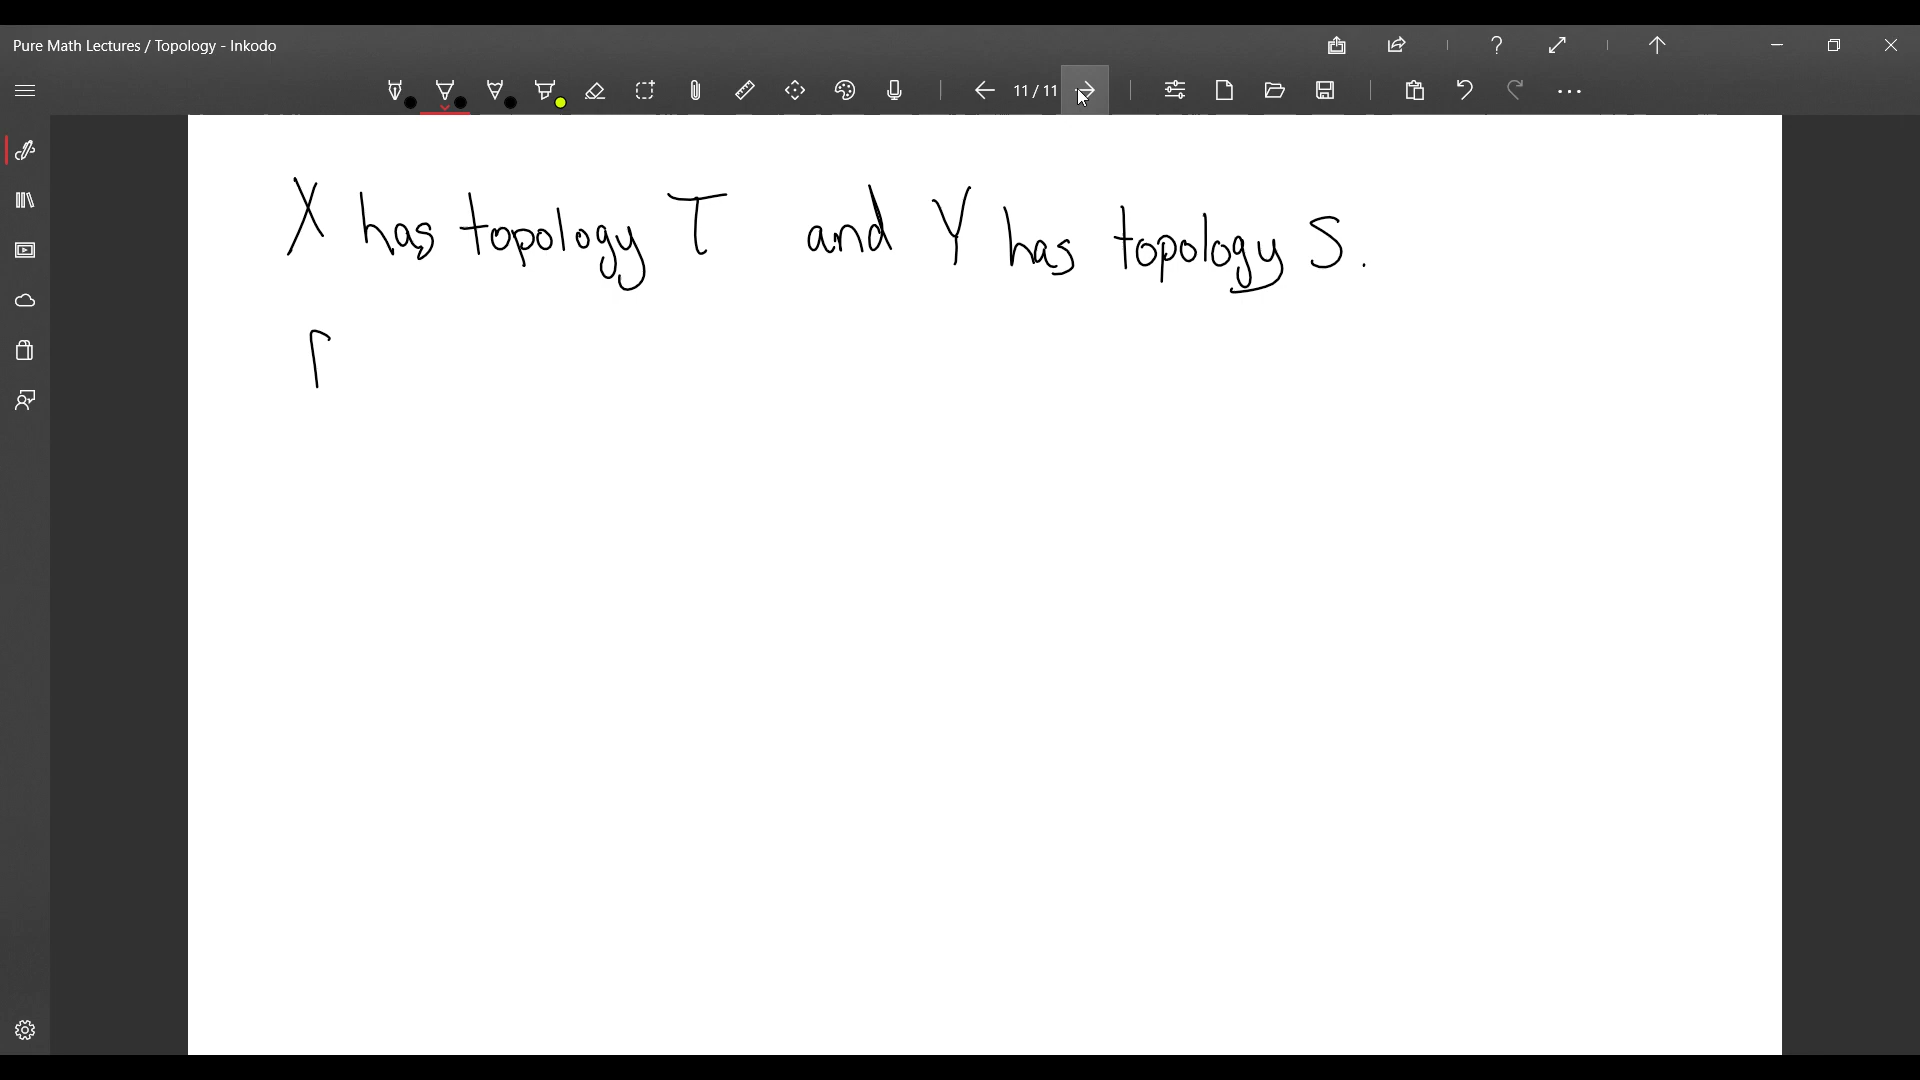 Pure Math Lectures / Topology - Inkodo
11 / 11
X has topology T and Y has topology S.